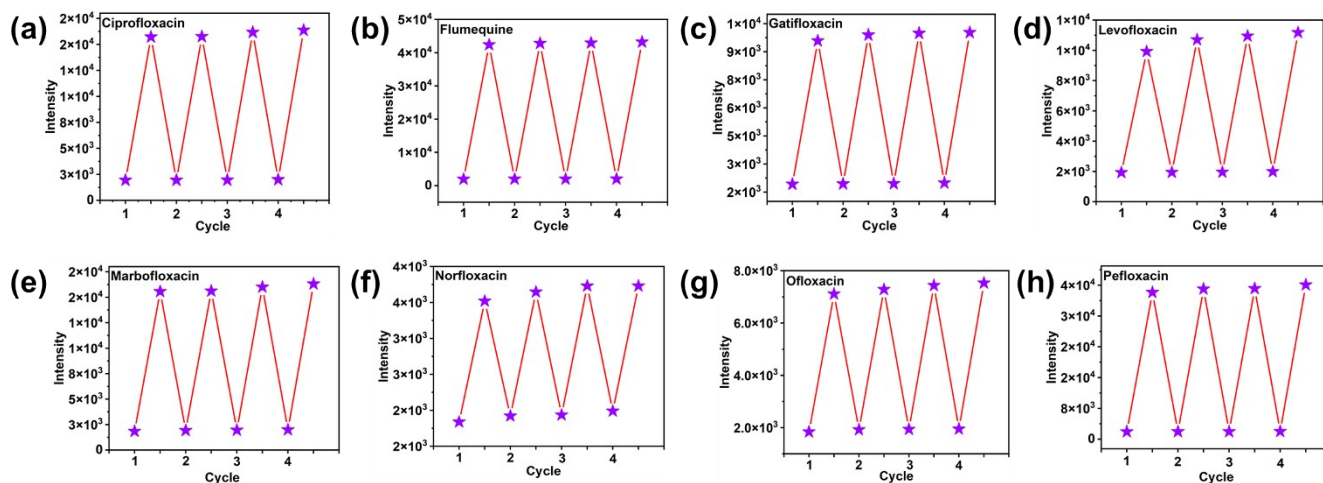 (a)
Ciprofloxacin
2×10⁴
2×10⁴
1×10⁴
1×10⁴
8×10³
5×10³
3×10³
0
Intensity
1 2 3 4
Cycle
(b)
Flumequine
5×10⁴
4×10⁴
3×10⁴
2×10⁴
1×10⁴
0
Intensity
1 2 3 4
Cycle
(c)
Gatifloxacin
1×10⁴
9×10³
8×10³
6×10³
5×10³
3×10³
2×10³
Intensity
1 2 3 4
Cycle
(d)
Levofloxacin
1×10⁴
1×10⁴
8×10³
6×10³
4×10³
2×10³
0
Intensity
1 2 3 4
Cycle
(e)
Marbofloxacin
2×10⁴
2×10⁴
1×10⁴
1×10⁴
8×10³
5×10³
3×10³
0
Intensity
1 2 3 4
Cycle
(f)
Norfloxacin
4×10³
4×10³
3×10³
3×10³
2×10³
2×10³
Intensity
1 2 3 4
Cycle
(g)
Ofloxacin
8.0×10³
6.0×10³
4.0×10³
2.0×10³
Intensity
1 2 3 4
Cycle
(h)
Pefloxacin
4×10⁴
3×10⁴
2×10⁴
2×10⁴
8×10³
0
Intensity
1 2 3 4
Cycle